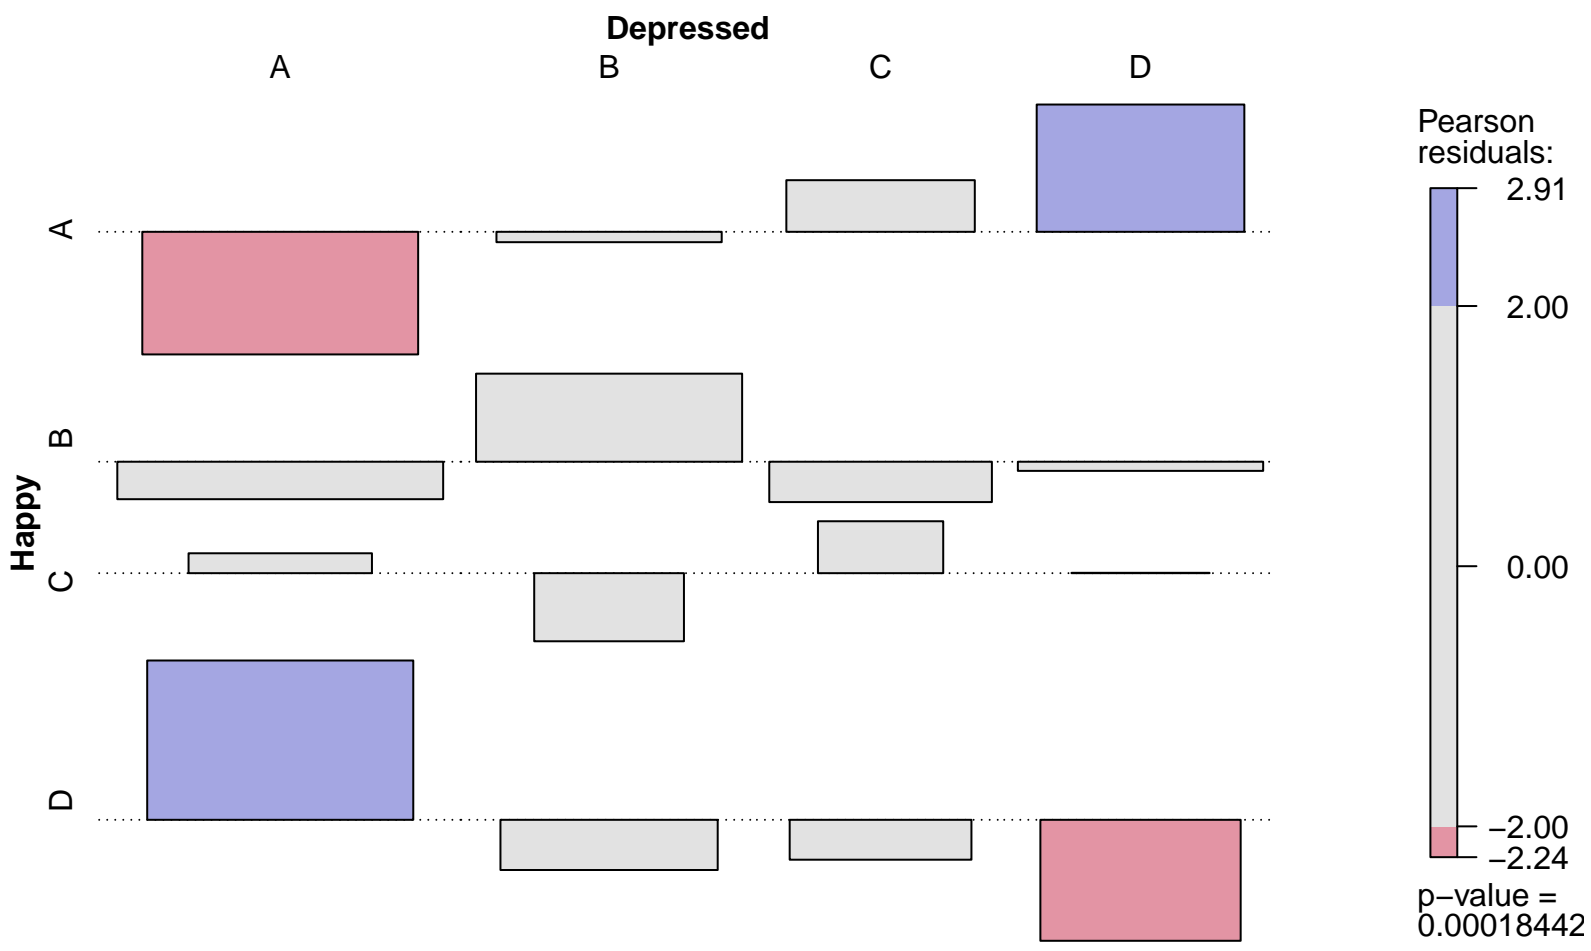 Depressed
A B C D
Happy
A
B
C
D
Pearson
residuals:
2.91
2.00
0.00
−2.00
−2.24
p−value =
0.00018442